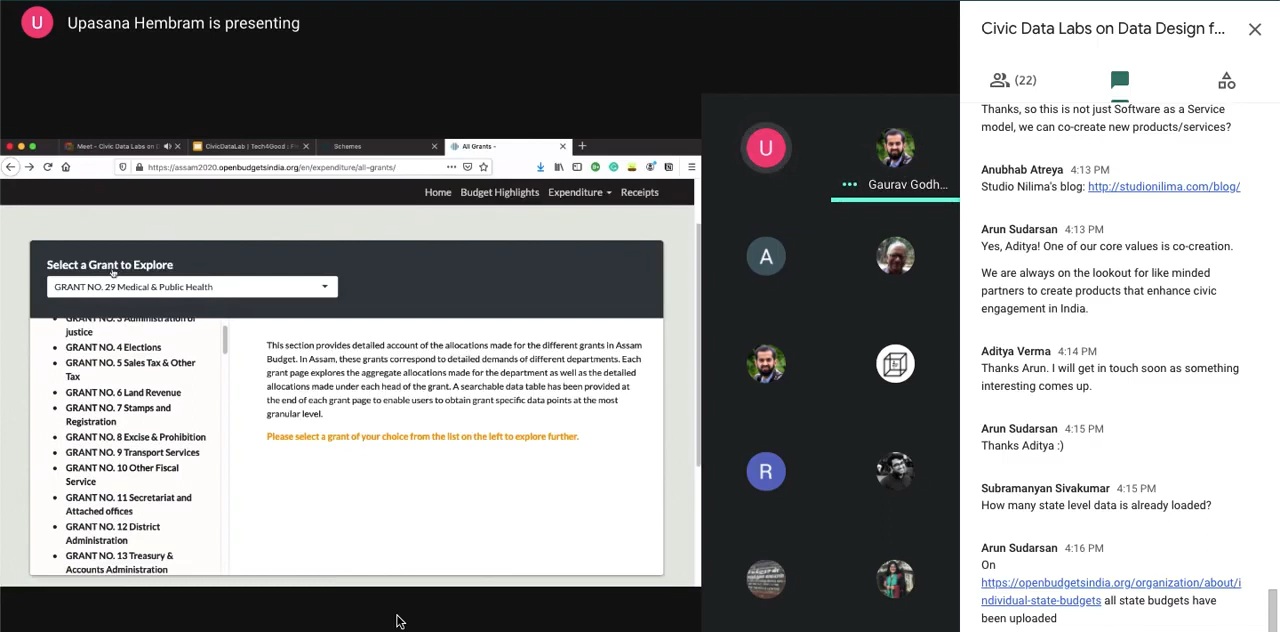 U
Upasana Hembram is presenting
Meet - Civic Data Labs on D
CivicDataLab | Tech4Good
Schemes
All Grants -
https://assam2020.openbudgetsindia.org/en/expenditure/all-grants/
Home
Budget Highlights
Expenditure
Receipts
Select a Grant to Explore
GRANT NO. 29 Medical & Public Health
GRANT NO. 3 Administration of
justice
GRANT NO. 4 Elections
GRANT NO. 5 Sales Tax & Other
Tax
GRANT NO. 6 Land Revenue
GRANT NO. 7 Stamps and
Registration
GRANT NO. 8 Excise & Prohibition
GRANT NO. 9 Transport Services
GRANT NO. 10 Other Fiscal
Service
GRANT NO. 11 Secretariat and
Attached offices
GRANT NO. 12 District
Administration
GRANT NO. 13 Treasury &
Accounts Administration
This section provides detailed account of the allocations made for the different grants in Assam
Budget. In Assam, these grants correspond to detailed demands of different departments. Each
grant page explores the aggregate allocations made for the department as well as the detailed
allocations made under each head of the grant. A searchable data table has been provided at
the end of each grant page to enable users to obtain grant specific data points at the most
granular level.
Please select a grant of your choice from the list on the left to explore further.
U
Gaurav Godh...
A
R
Civic Data Labs on Data Design f...
(22)
Thanks, so this is not just Software as a Service
model, we can co-create new products/services?
Anubhab Atreya 4:13 PM
Studio Nilima's blog: http://studionilima.com/blog/
Arun Sudarsan 4:13 PM
Yes, Aditya! One of our core values is co-creation.
We are always on the lookout for like minded
partners to create products that enhance civic
engagement in India.
Aditya Verma 4:14 PM
Thanks Arun. I will get in touch soon as something
interesting comes up.
Arun Sudarsan 4:15 PM
Thanks Aditya :)
Subramanyan Sivakumar 4:15 PM
How many state level data is already loaded?
Arun Sudarsan 4:16 PM
On
https://openbudgetsindia.org/organization/about/i
ndividual-state-budgets all state budgets have
been uploaded